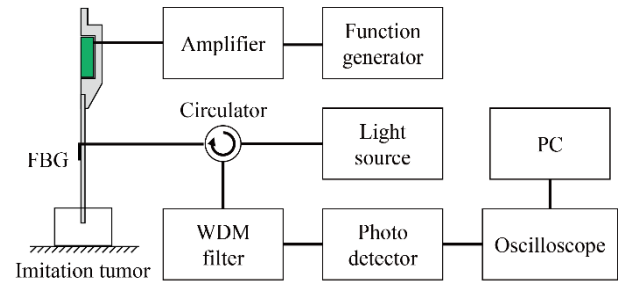 Amplifier
Function
generator
Circulator
Light
source
PC
FBG
WDM
filter
Photo
detector
Oscilloscope
Imitation tumor